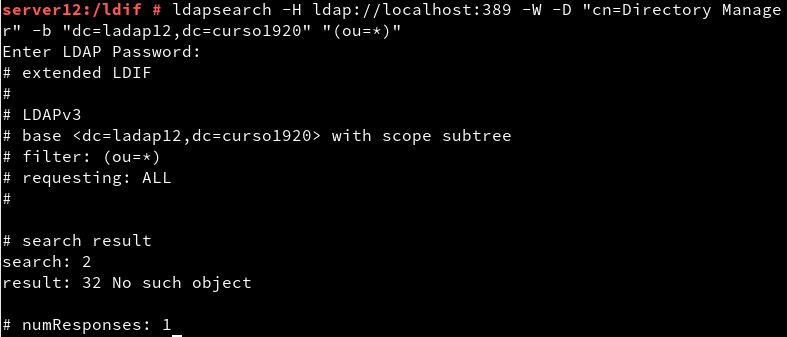 server12:/ldif # ldapsearch -H ldap://localhost:389 -W -D "cn=Directory Manage
r" -b "dc=ladap12,dc=curso1920" "(ou=*)"
Enter LDAP Password:
# extended LDIF
#
# LDAPv3
# base <dc=ladap12,dc=curso1920> with scope subtree
# filter: (ou=*)
# requesting: ALL
#
# search result
search: 2
result: 32 No such object
# numResponses: 1